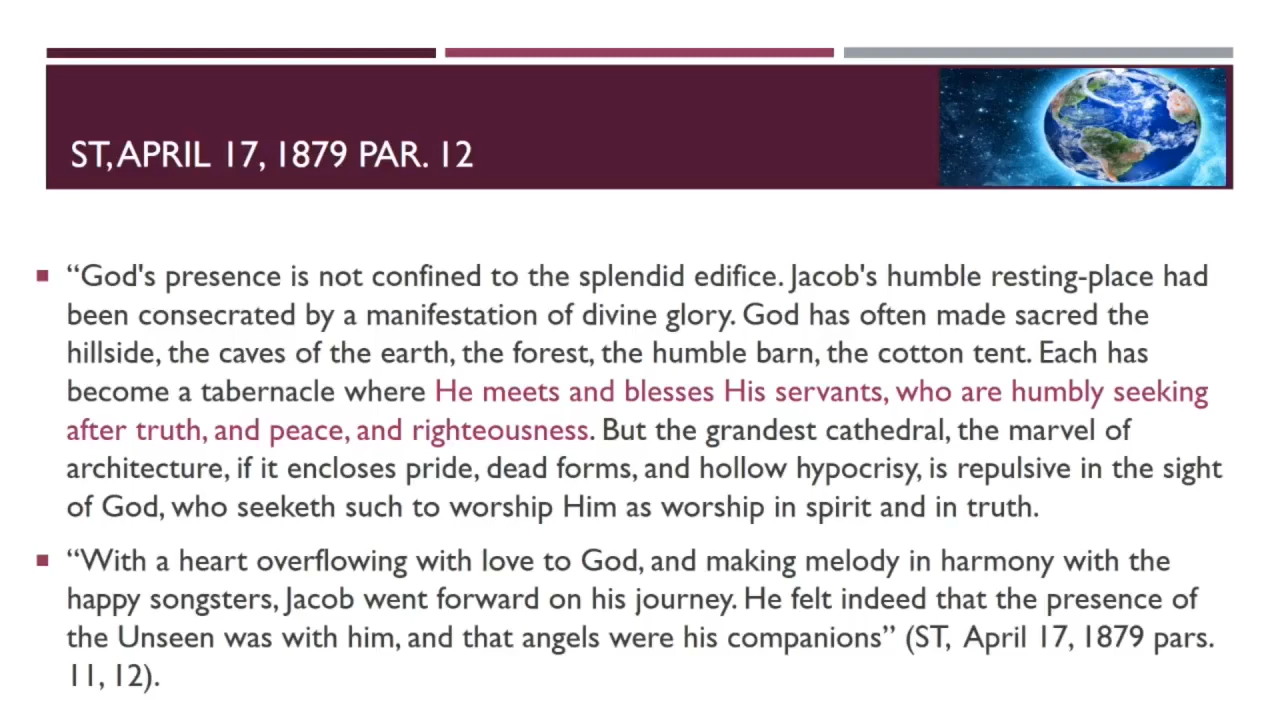 ST, APRIL 17, 1879 PAR. 12
“God's presence is not confined to the splendid edifice. Jacob's humble resting-place had
been consecrated by a manifestation of divine glory. God has often made sacred the
hillside, the caves of the earth, the forest, the humble barn, the cotton tent. Each has
become a tabernacle where He meets and blesses His servants, who are humbly seeking
after truth, and peace, and righteousness. But the grandest cathedral, the marvel of
architecture, if it encloses pride, dead forms, and hollow hypocrisy, is repulsive in the sight
of God, who seeketh such to worship Him as worship in spirit and in truth.
“With a heart overflowing with love to God, and making melody in harmony with the
happy songsters, Jacob went forward on his journey. He felt indeed that the presence of
the Unseen was with him, and that angels were his companions” (ST, April 17, 1879 pars.
11, 12).